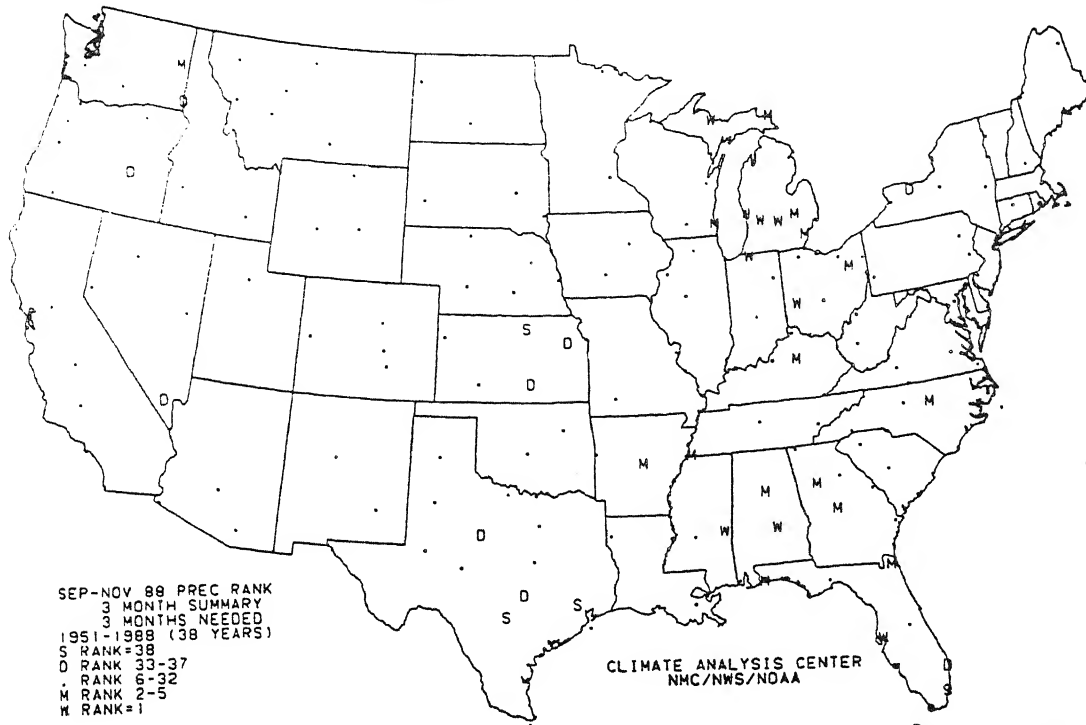 SEP-NOV 88 PREC RANK
3 MONTH SUMMARY
3 MONTHS NEEDED
1951-1988 (38 YEARS)
S RANK=38
D RANK 33-37
. RANK 6-32
M RANK 2-5
W RANK=1
CLIMATE ANALYSIS CENTER
NMC/NWS/NOAA